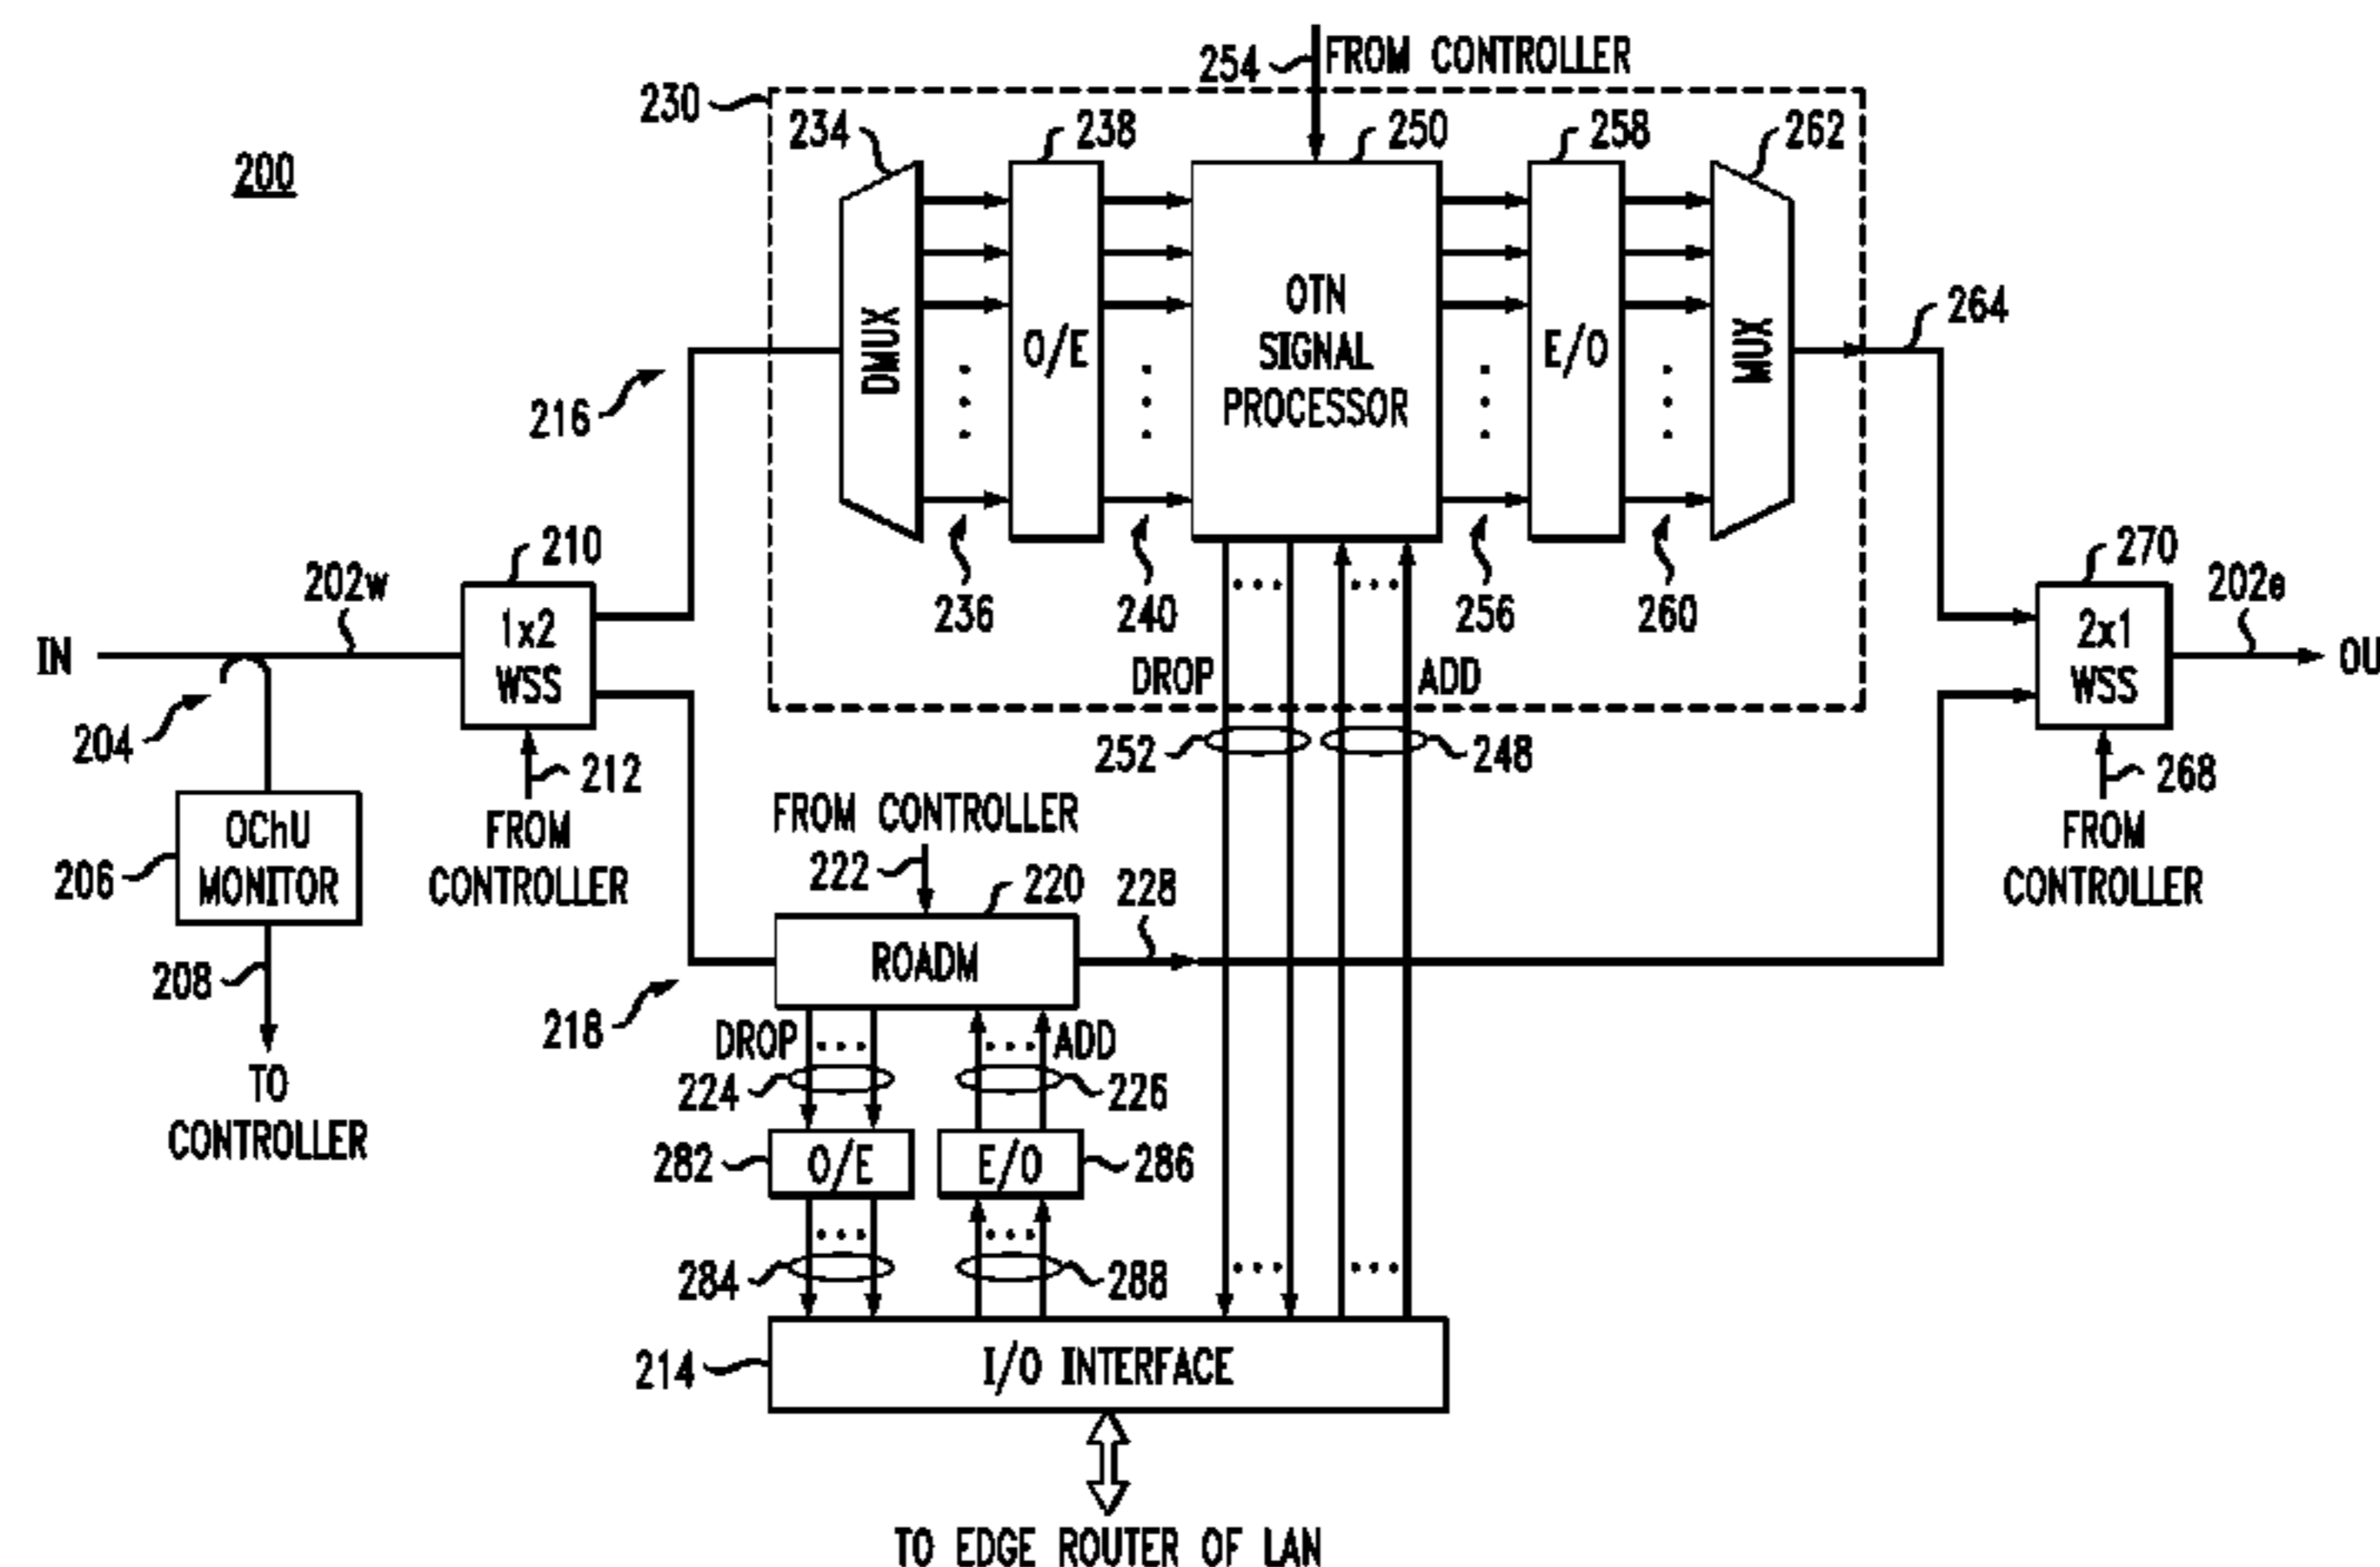 254
FROM CONTROLLER
230
234
238
250
258
262
200
DMUX
O/E
OTN
SIGNAL
PROCESSOR
E/O
MUX
264
216
210
202w
IN
1x2
WSS
236
240
256
260
270
202e
2x1
WSS
OU
DROP
ADD
204
212
252
248
268
OChU
MONITOR
206
FROM
CONTROLLER
FROM CONTROLLER
222
220
228
FROM
CONTROLLER
208
ROADM
218
DROP
ADD
TO
CONTROLLER
224
226
282
O/E
E/O
286
284
288
214
I/O INTERFACE
TO EDGE ROUTER OF LAN